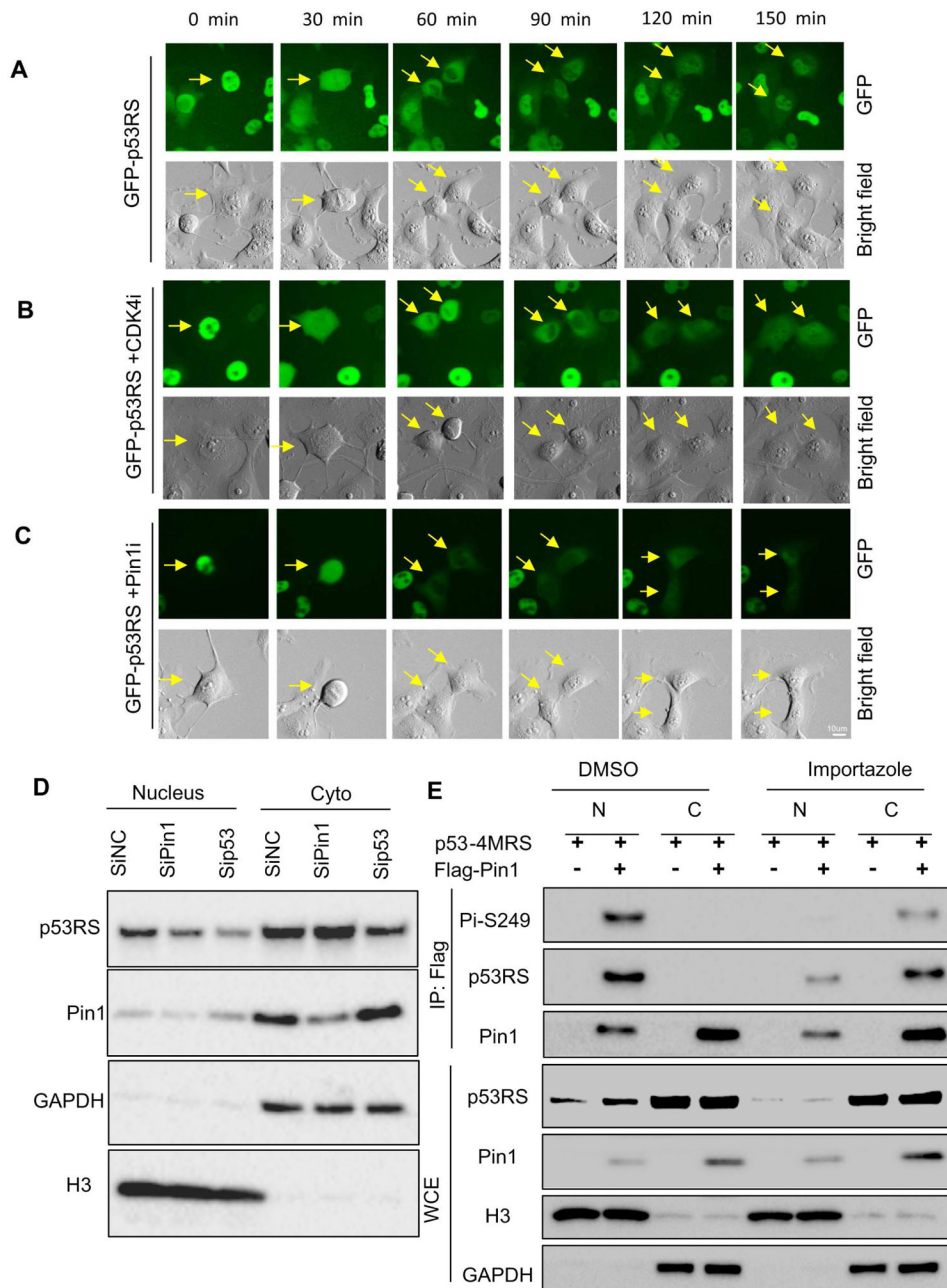 0 min 30 min 60 min 90 min 120 min 150 min
A
GFP-p53RS
GFP
Bright field
B
GFP-p53RS +CDK4i
GFP
Bright field
C
GFP-p53RS +Pin1i
GFP
Bright field
10um
D
Nucleus Cyto
SiNC SiPin1 Sip53 SiNC SiPin1 Sip53
p53RS
Pin1
GAPDH
H3
E
DMSO Importazole
N C N C
p53-4MRS + + + + + + + +
Flag-Pin1 - + - + - + - +
IP: Flag
Pi-S249
p53RS
Pin1
WCE
p53RS
Pin1
H3
GAPDH